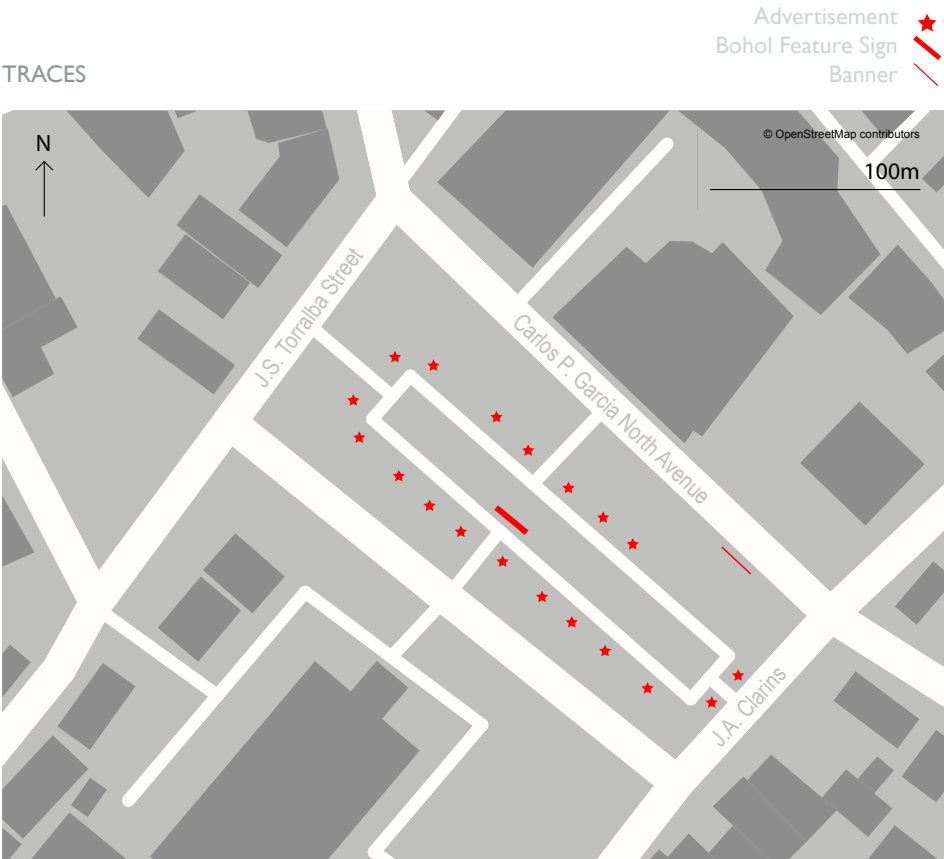 Advertisement
Bohol Feature Sign
Banner
TRACES
N
© OpenStreetMap contributors
100m
J.S. Torralba Street
Carlos P. Garcia North Avenue
J.A. Clarins